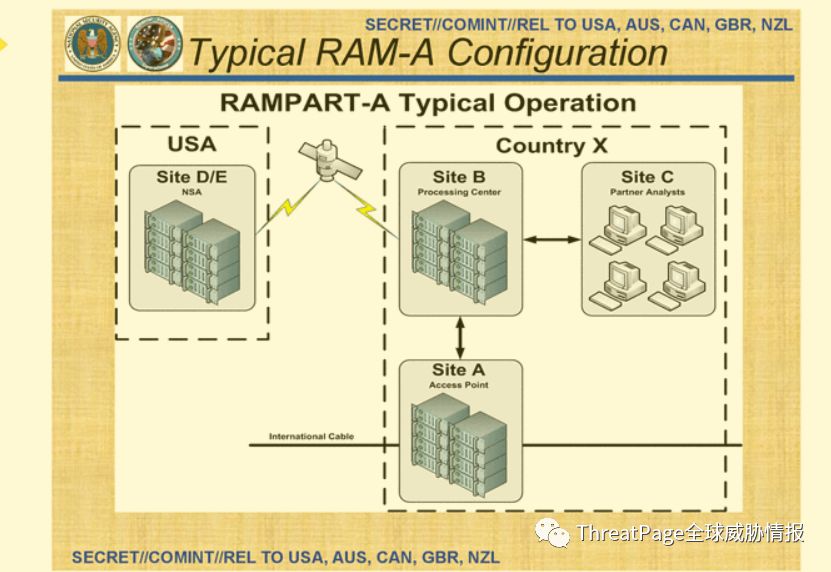 SECRET//COMINT//REL TO USA, AUS, CAN, GBR, NZL
Typical RAM-A Configuration
RAMPART-A Typical Operation
USA
Country X
Site D/E
NSA
Site B
Processing Center
Site C
Partner Analysts
Site A
Access Point
International Cable
ThreatPage全球威胁情报
SECRET//COMINT//REL TO USA, AUS, CAN, GBR, NZL